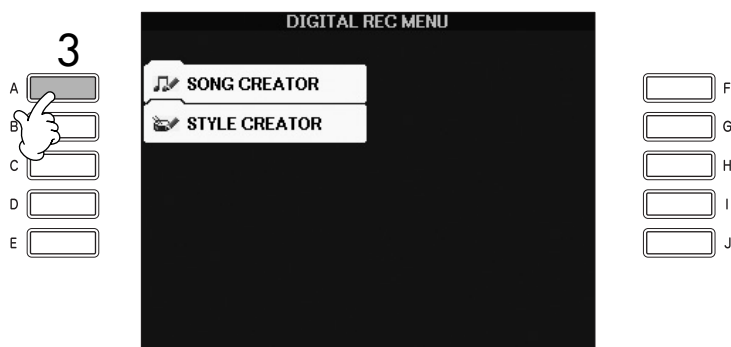 DIGITAL REC MENU
3
A
SONG CREATOR
F
B
STYLE CREATOR
G
C
H
D
I
E
J